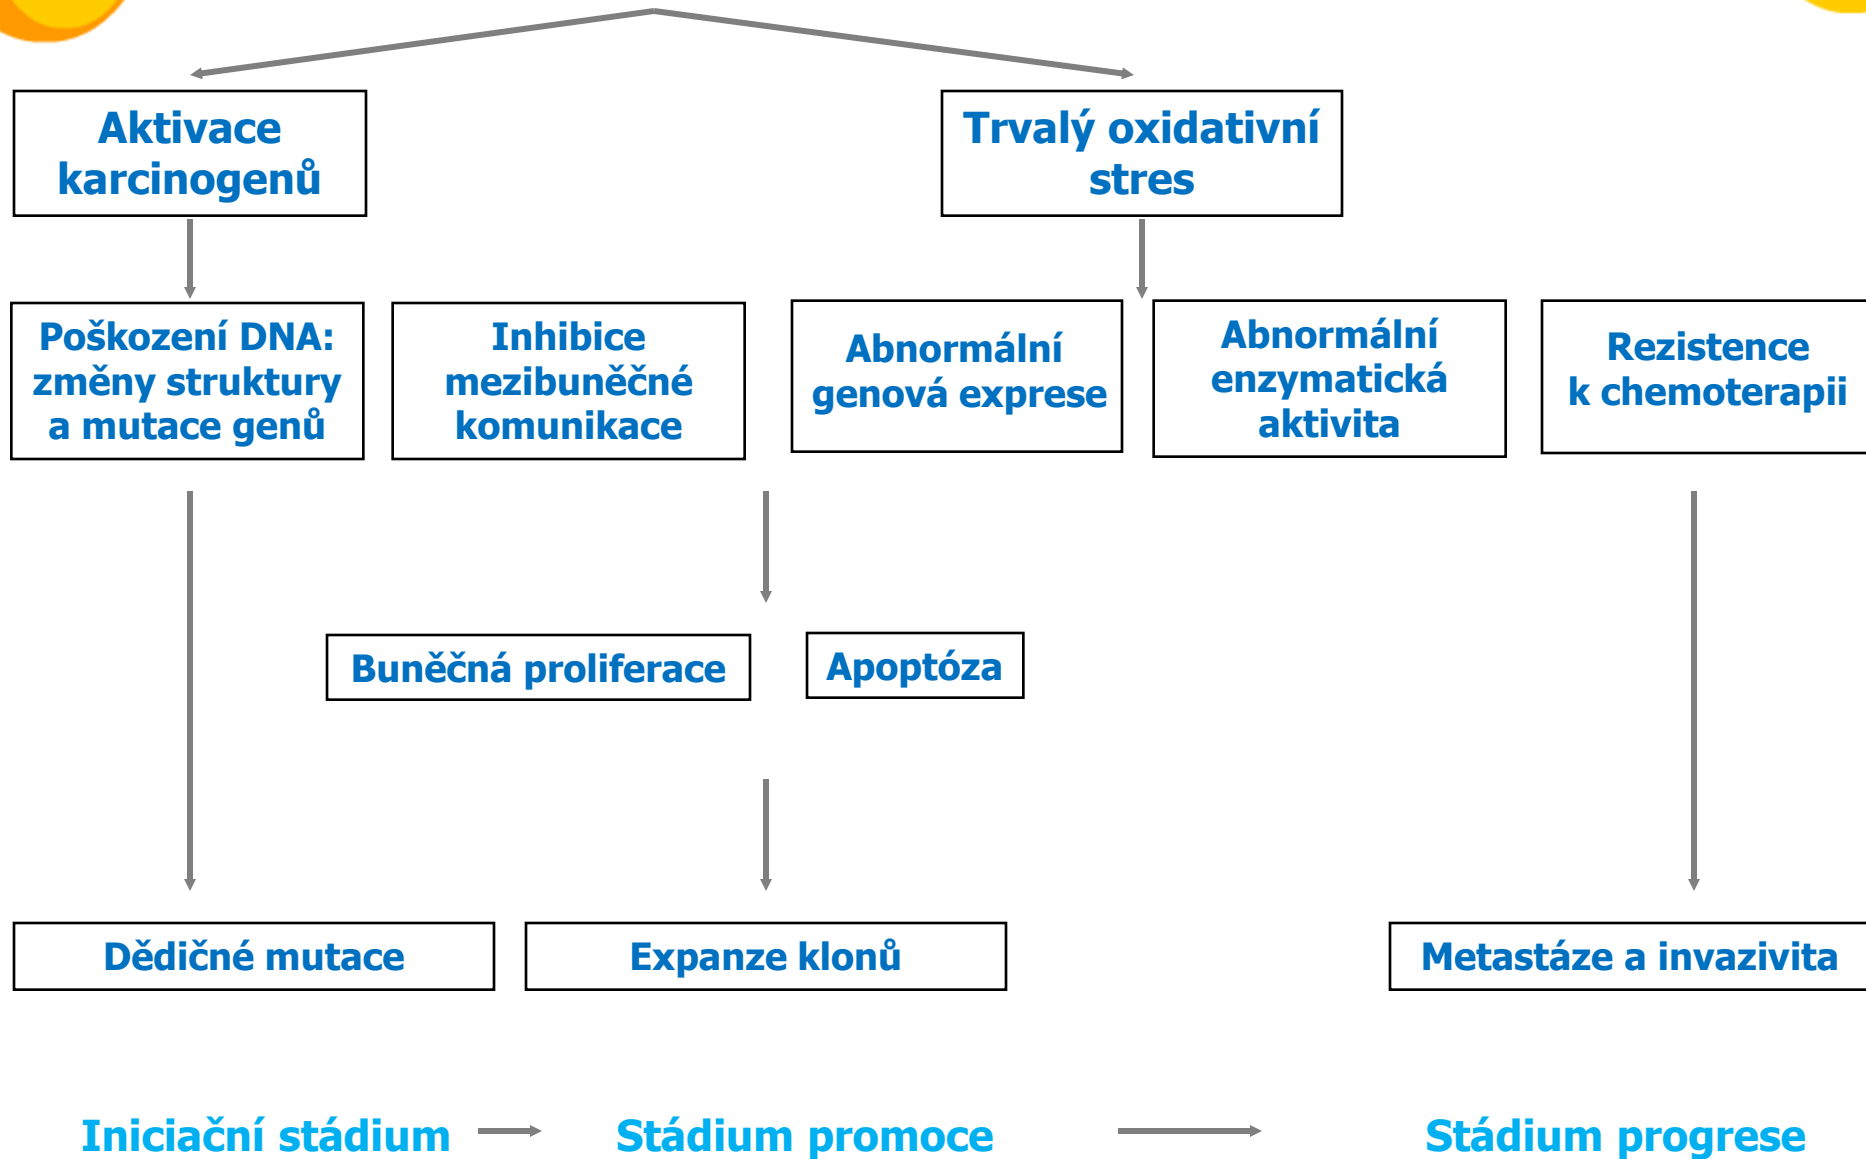 Aktivace
karcinogenů
Trvalý oxidativní
stres
Poškození DNA:
změny struktury
a mutace genů
Inhibice
mezibuněčné
komunikace
Abnormální
genová exprese
Abnormální
enzymatická
aktivita
Rezistence
k chemoterapii
Buněčná proliferace
Apoptóza
Dědičné mutace
Expanze klonů
Metastáze a invazivita
Iniciační stádium
Stádium promoce
Stádium progrese